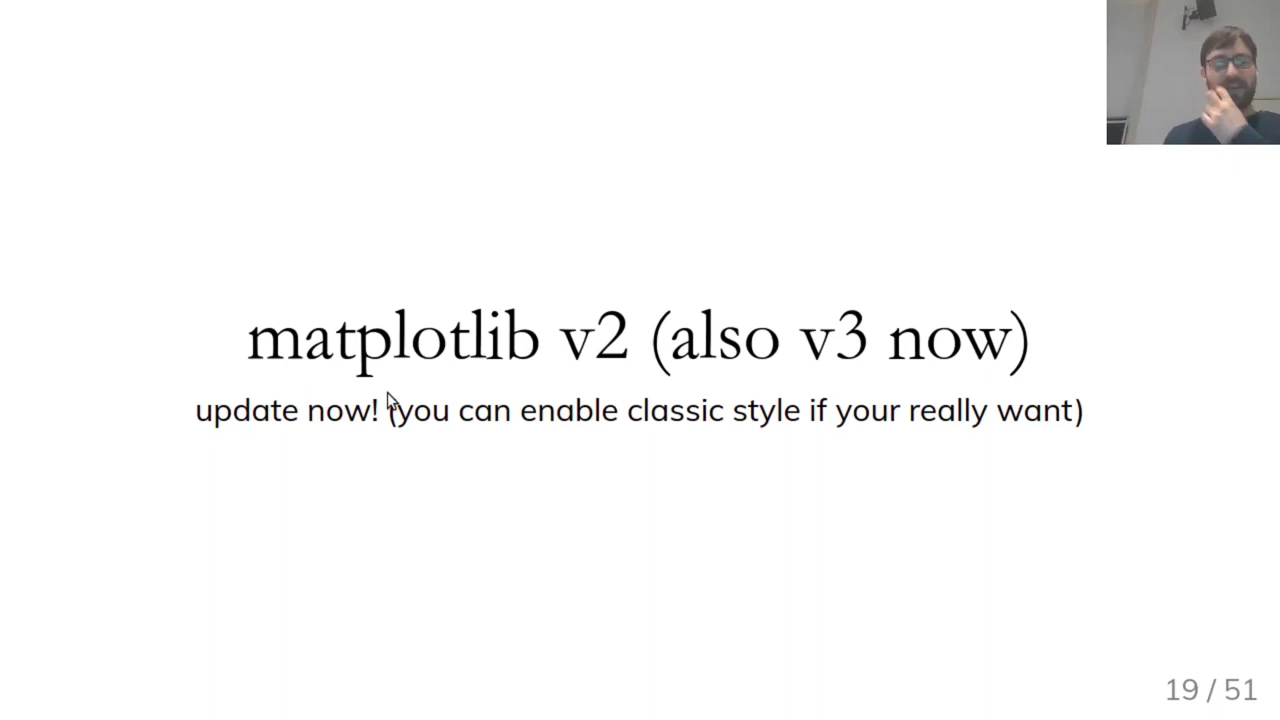 matplotlib v2 (also v3 now)
update now! (you can enable classic style if your really want)
19 / 51